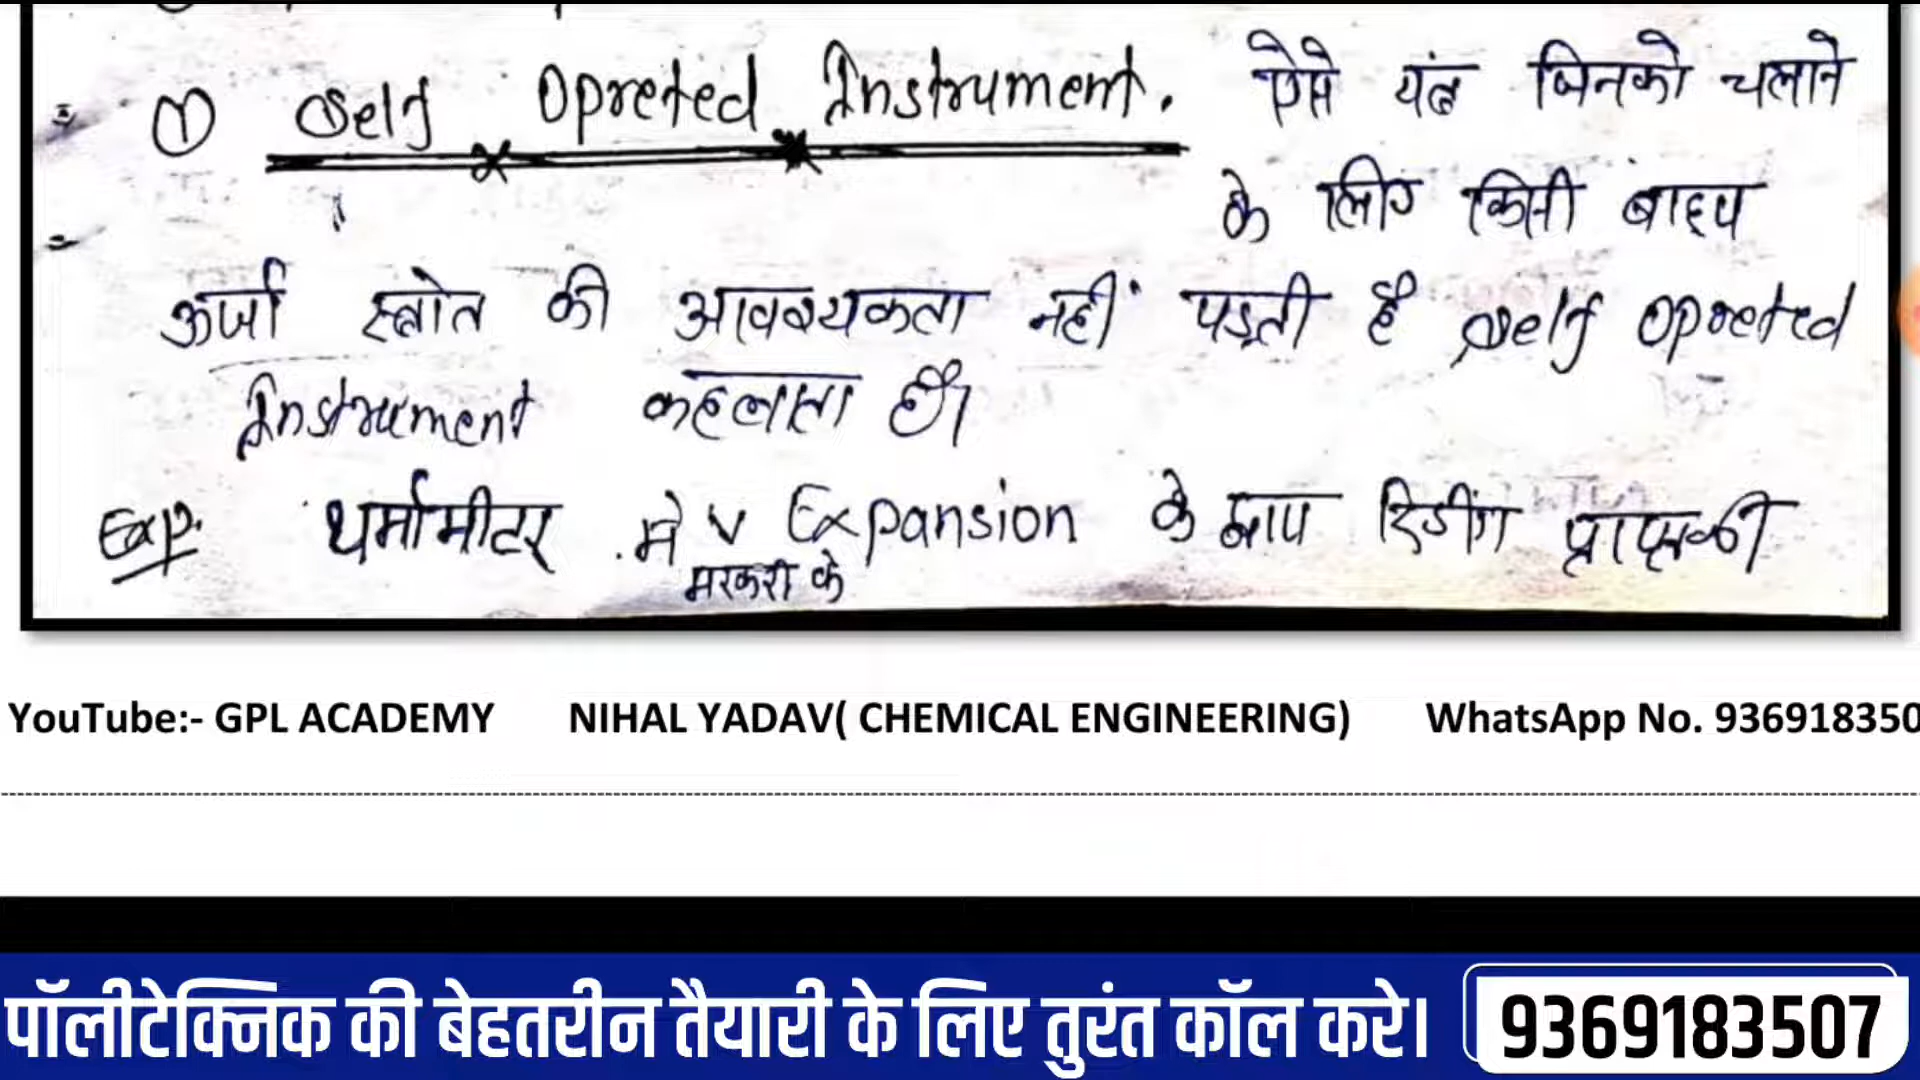 ① Self Opreted Instrument. ऐसे यंत्र जिनको चलाने
के लिए किसी बाह्य
ऊर्जा स्त्रोत की आवश्यकता नहीं पड़ती है Self Opreted
Instrument कहलाता है।
Exp. थर्मामीटर में मरकरी के Expansion के द्वारा रिडींग प्राप्त की
YouTube:- GPL ACADEMY NIHAL YADAV( CHEMICAL ENGINEERING) WhatsApp No. 936918350
पॉलीटेक्निक की बेहतरीन तैयारी के लिए तुरंत कॉल करे। 9369183507